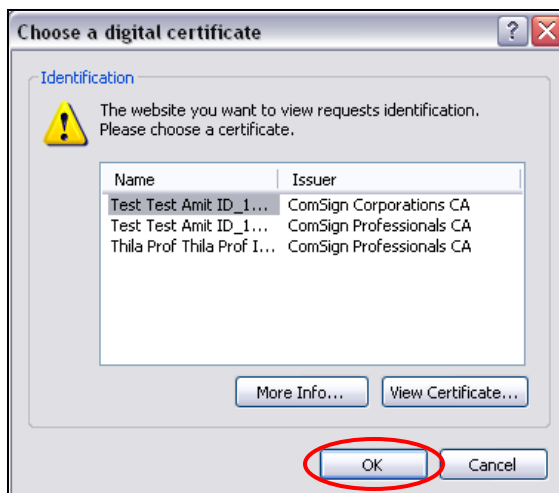 Choose a digital certificate
Identification
The website you want to view requests identification.
Please choose a certificate.
Name Issuer
Test Test Amit ID_1... ComSign Corporations CA
Test Test Amit ID_1... ComSign Professionals CA
Thila Prof Thila Prof I... ComSign Professionals CA
More Info... View Certificate...
OK Cancel